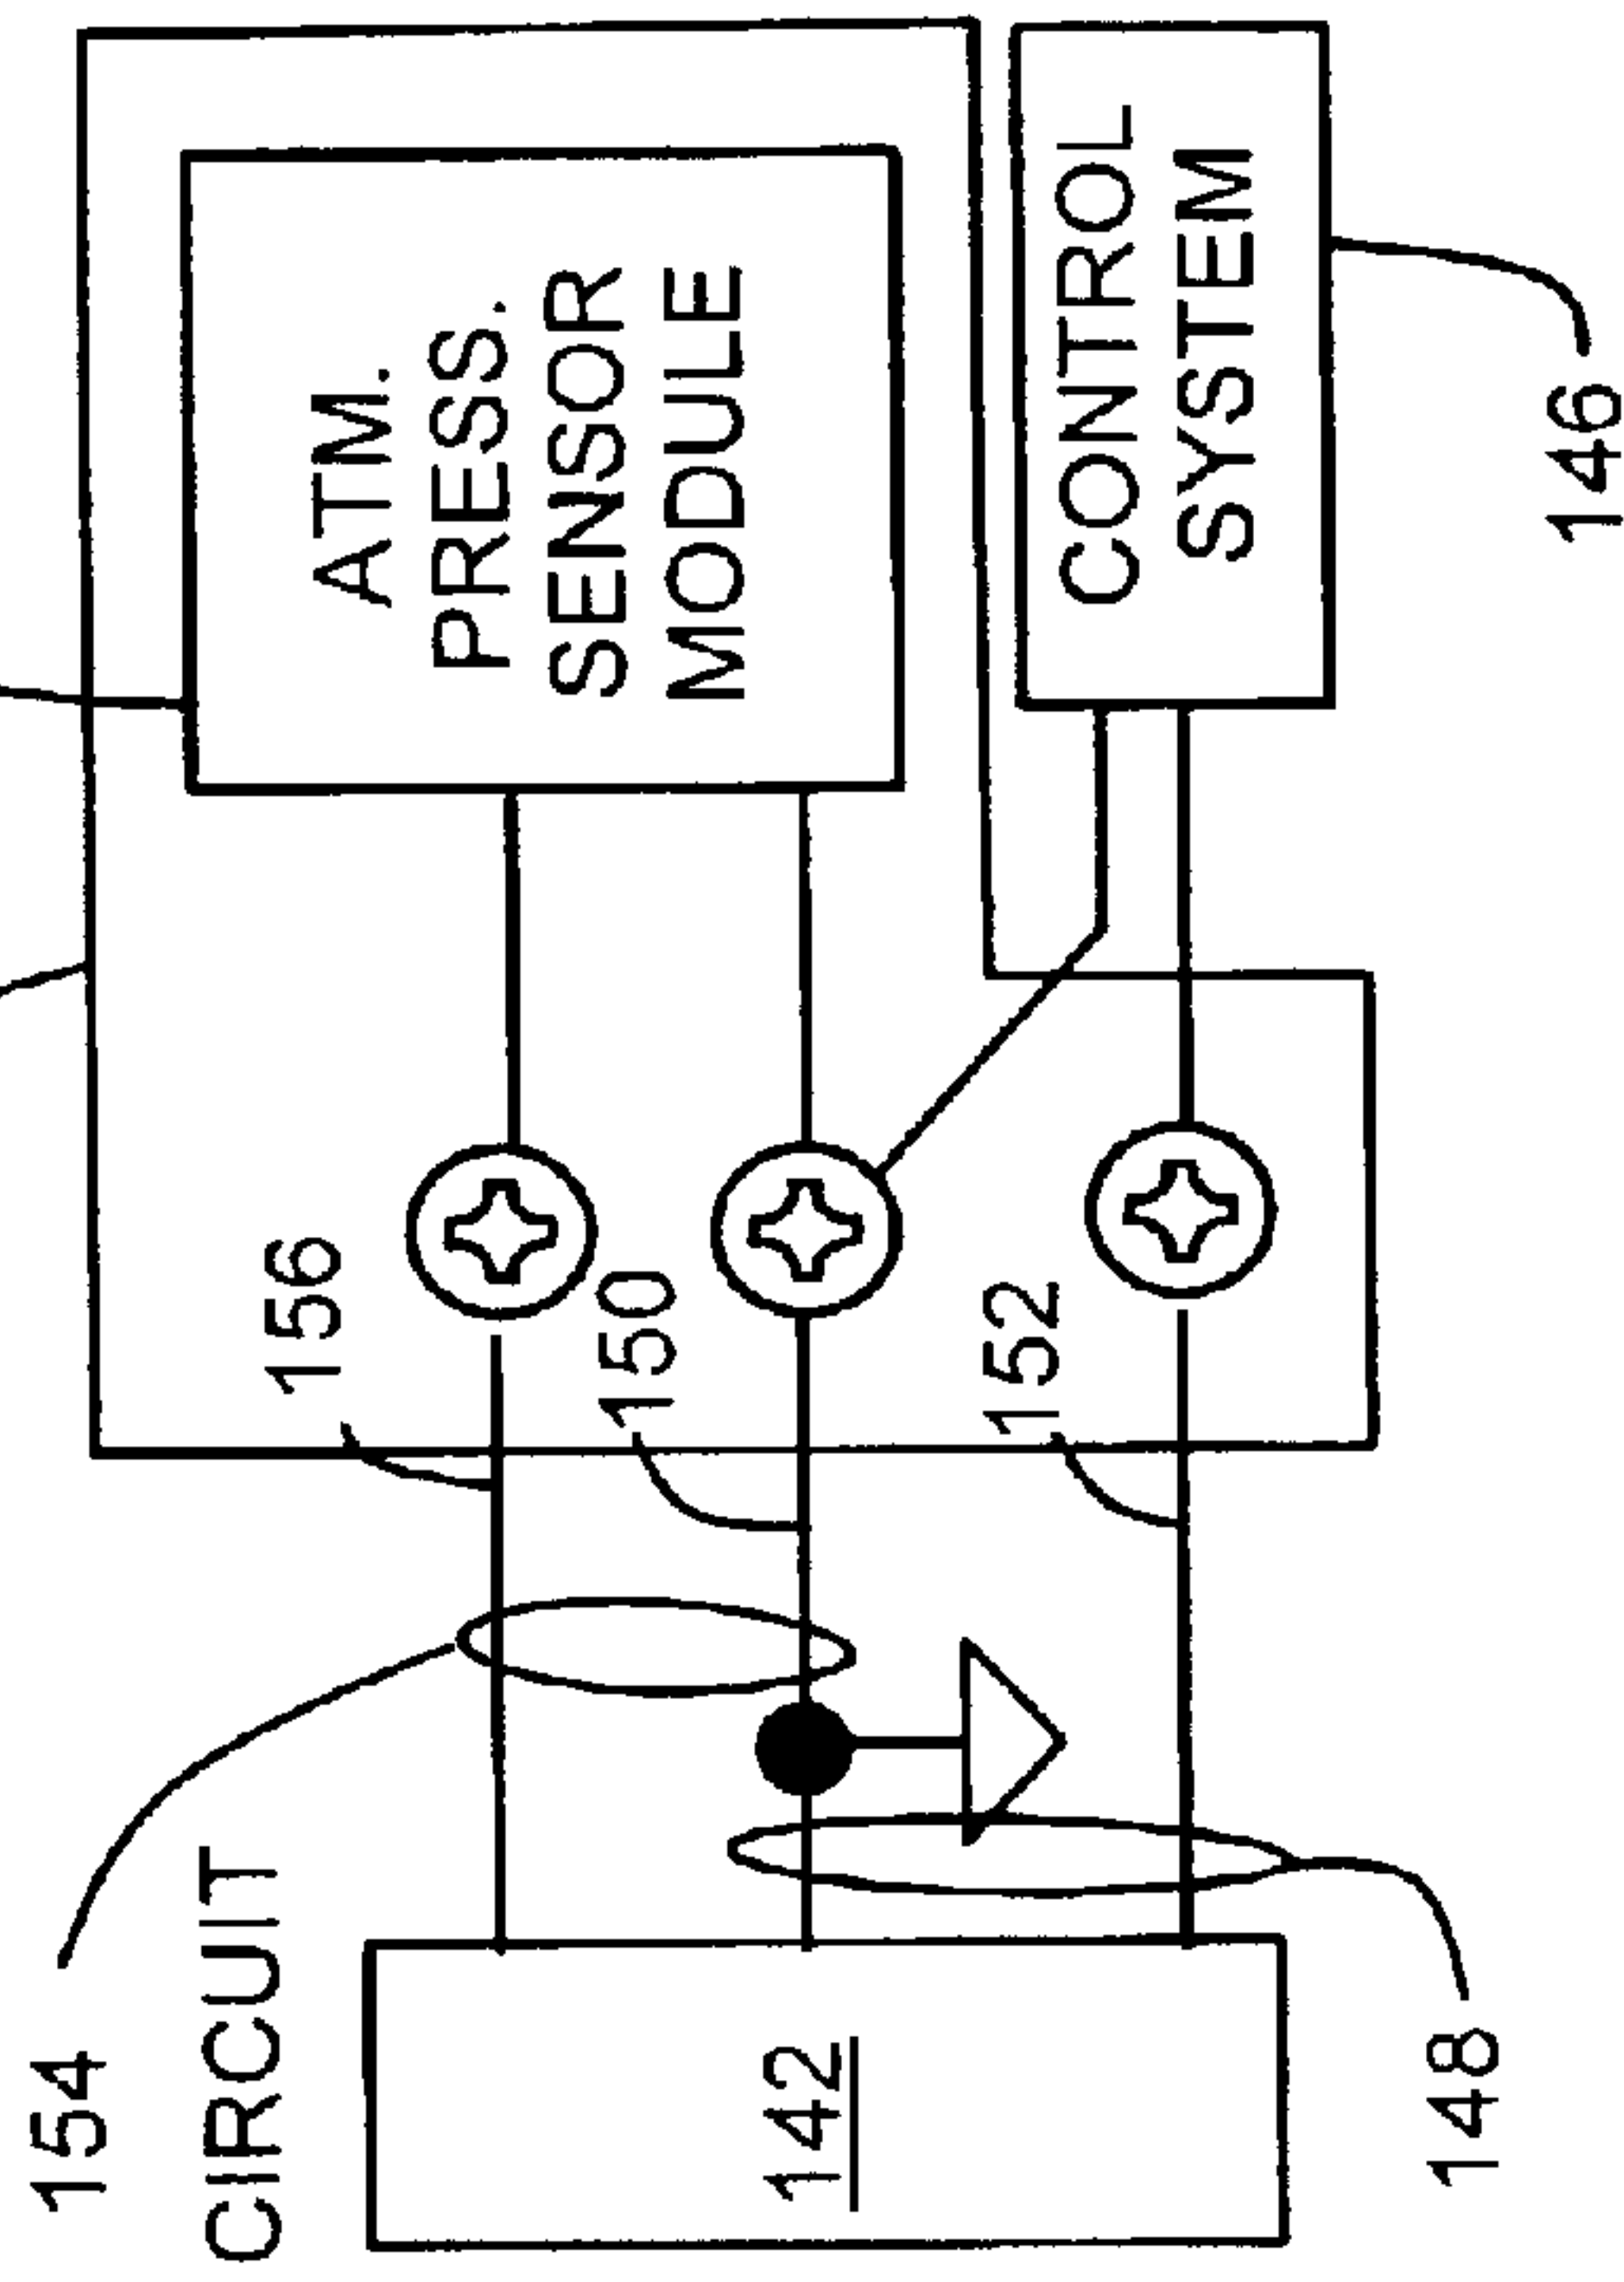 154
CIRCUIT
142
148
156
150
152
ATM.
PRESS.
SENSOR
MODULE
CONTROL
SYSTEM
146